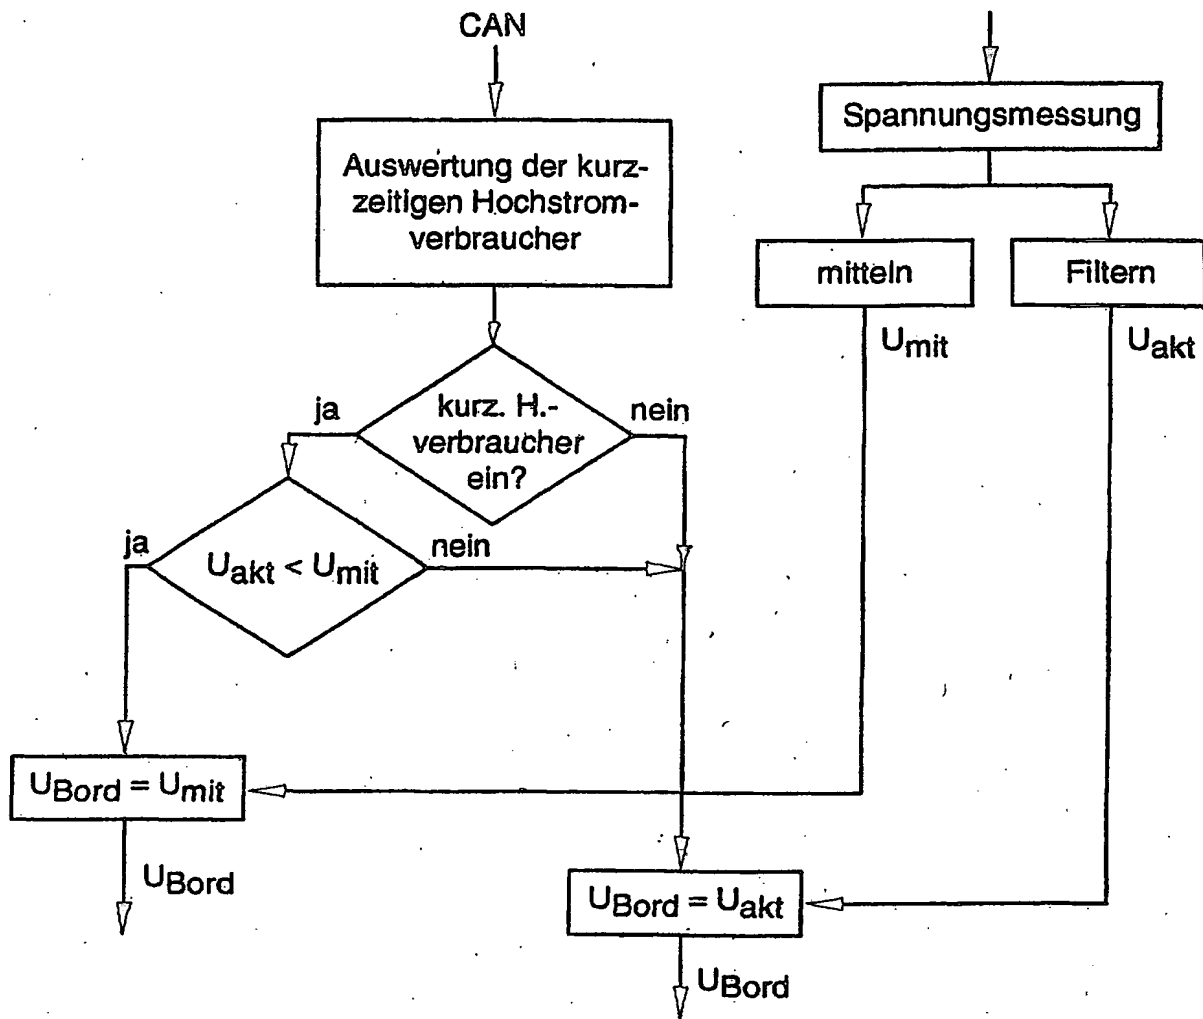 CAN
Auswertung der kurz-
zeitigen Hochstrom-
verbraucher
Spannungsmessung
mitteln
Filtern
Umit
Uakt
ja
kurz. H.-
verbraucher
ein?
nein
ja
Uakt < Umit
nein
UBord = Umit
UBord
UBord = Uakt
UBord